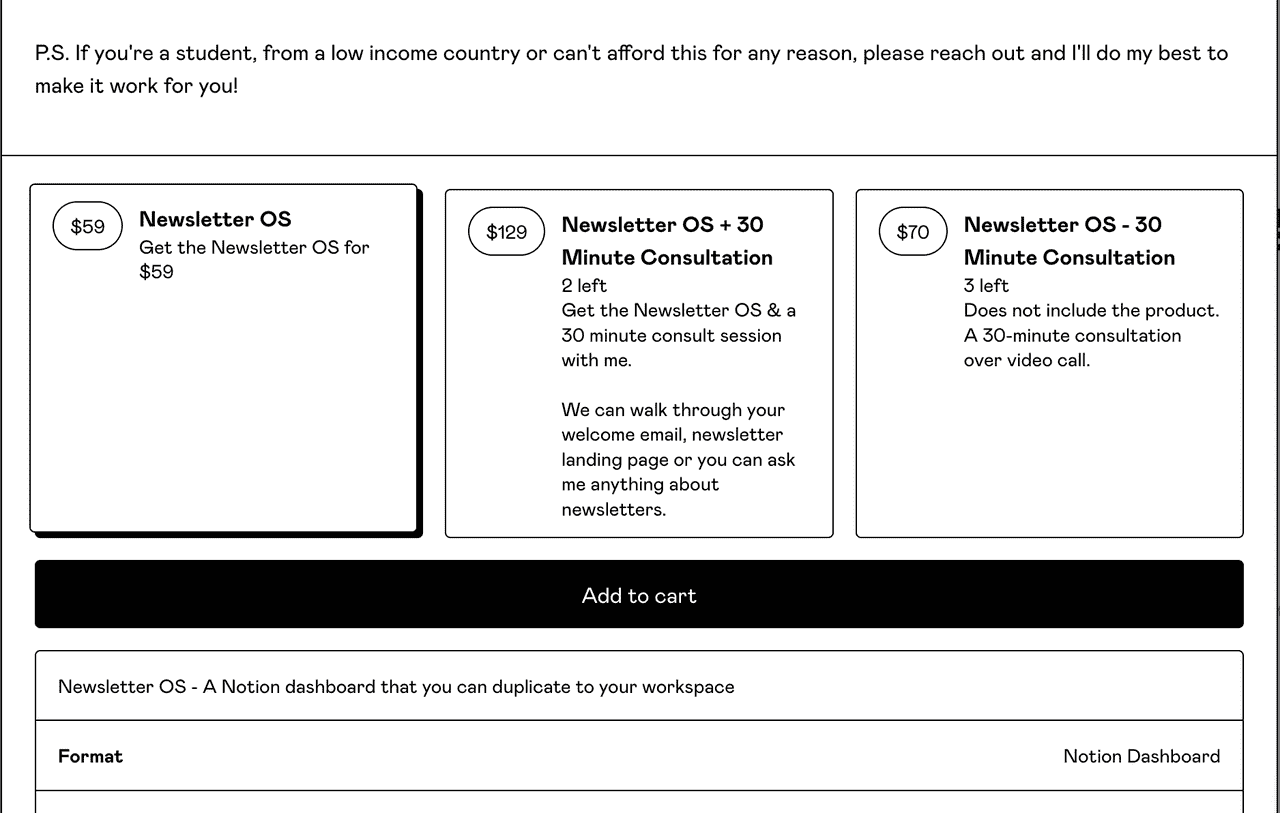 P.S. If you're a student, from a low income country or can't afford this for any reason, please reach out and I'll do my best to
make it work for you!
$59
Newsletter OS
Get the Newsletter OS for
$59
$129
Newsletter OS + 30
Minute Consultation
2 left
Get the Newsletter OS & a
30 minute consult session
with me.
We can walk through your
welcome email, newsletter
landing page or you can ask
me anything about
newsletters.
$70
Newsletter OS - 30
Minute Consultation
3 left
Does not include the product.
A 30-minute consultation
over video call.
Add to cart
Newsletter OS - A Notion dashboard that you can duplicate to your workspace
Format
Notion Dashboard